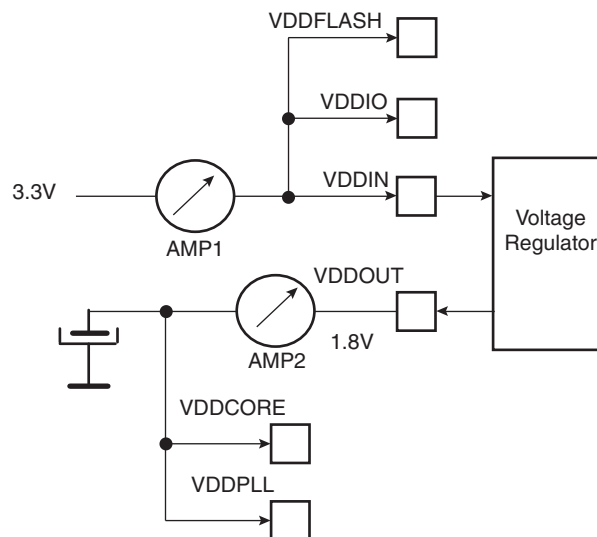 VDDFLASH
VDDIO
3.3V
VDDIN
AMP1
Voltage
Regulator
VDDOUT
1.8V
AMP2
VDDCORE
VDDPLL